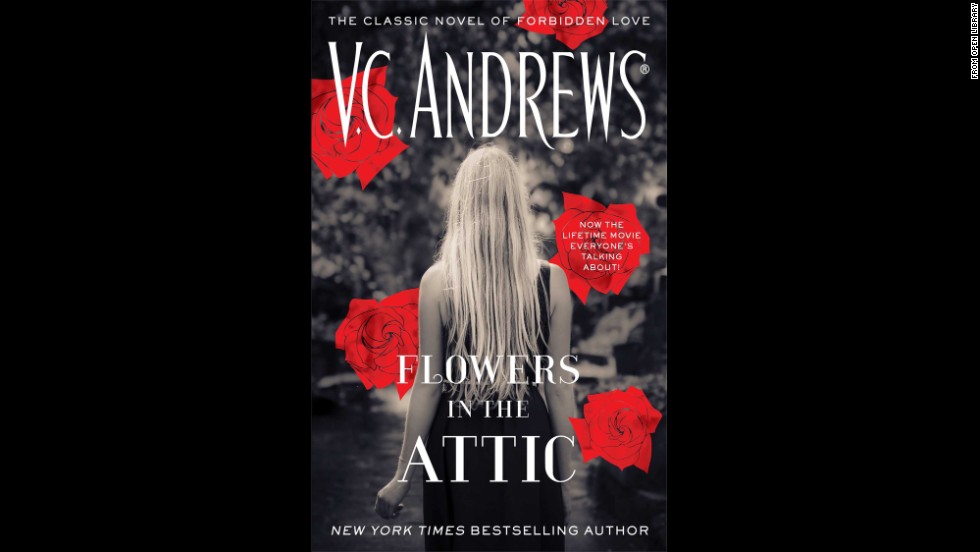 THE CLASSIC NOVEL OF FORBIDDEN LOVE
V.C. ANDREWS®
NOW THE
LIFETIME MOVIE
EVERYONE'S
TALKING
ABOUT!
FLOWERS
IN THE
ATTIC
NEW YORK TIMES BESTSELLING AUTHOR
FROM OPEN LIBRARY